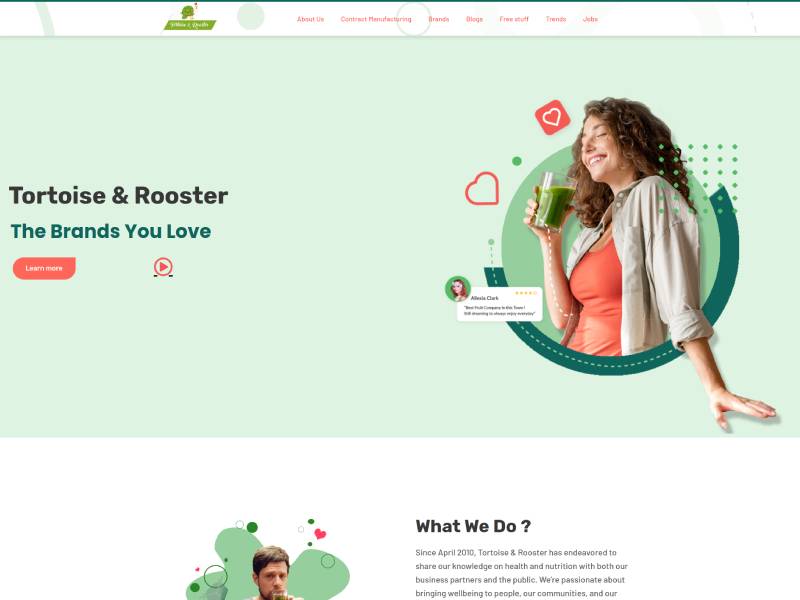 Tortoise & Rooster
About Us
Contract Manufacturing
Brands
Blogs
Free stuff
Trends
Jobs
Tortoise & Rooster
The Brands You Love
Learn more
Allexia Clark
"Best Fruit Company In this Town !
Still dreaming to always enjoy everyday"
What We Do ?
Since April 2010, Tortoise & Rooster has endeavored to
share our knowledge on health and nutrition with both our
business partners and the public. We're passionate about
bringing wellbeing to people, our communities, and our